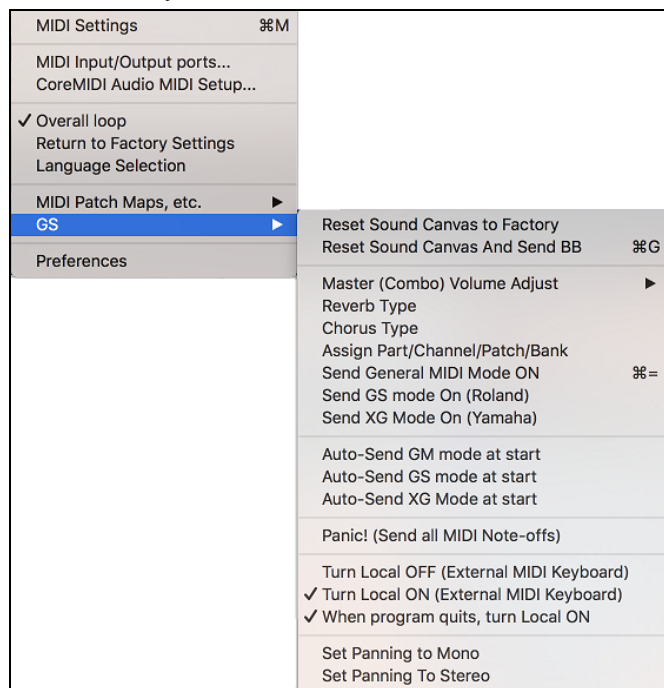 MIDI Settings ⌘M
MIDI Input/Output ports...
CoreMIDI Audio MIDI Setup...
✓ Overall loop
Return to Factory Settings
Language Selection
MIDI Patch Maps, etc. ▶
GS ▶
Preferences
Reset Sound Canvas to Factory
Reset Sound Canvas And Send BB ⌘G
Master (Combo) Volume Adjust ▶
Reverb Type
Chorus Type
Assign Part/Channel/Patch/Bank
Send General MIDI Mode ON ⌘=
Send GS mode On (Roland)
Send XG Mode On (Yamaha)
Auto-Send GM mode at start
Auto-Send GS mode at start
Auto-Send XG Mode at start
Panic! (Send all MIDI Note-offs)
Turn Local OFF (External MIDI Keyboard)
✓ Turn Local ON (External MIDI Keyboard)
✓ When program quits, turn Local ON
Set Panning to Mono
Set Panning To Stereo